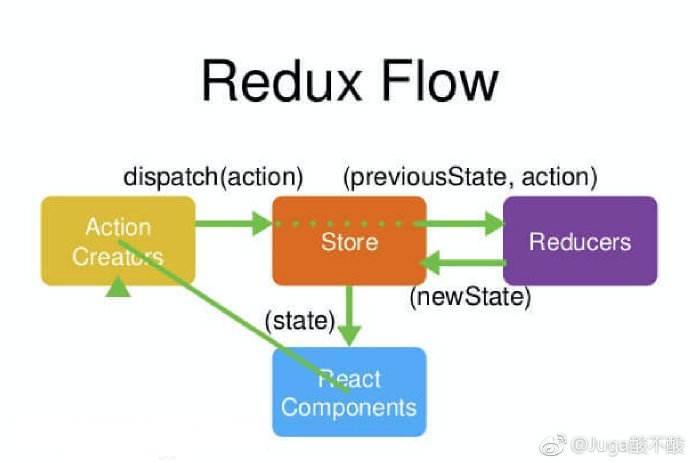 Redux Flow
dispatch(action)
(previousState, action)
Action
Creators
Store
Reducers
(newState)
(state)
React
Components
@Juga酸不酸